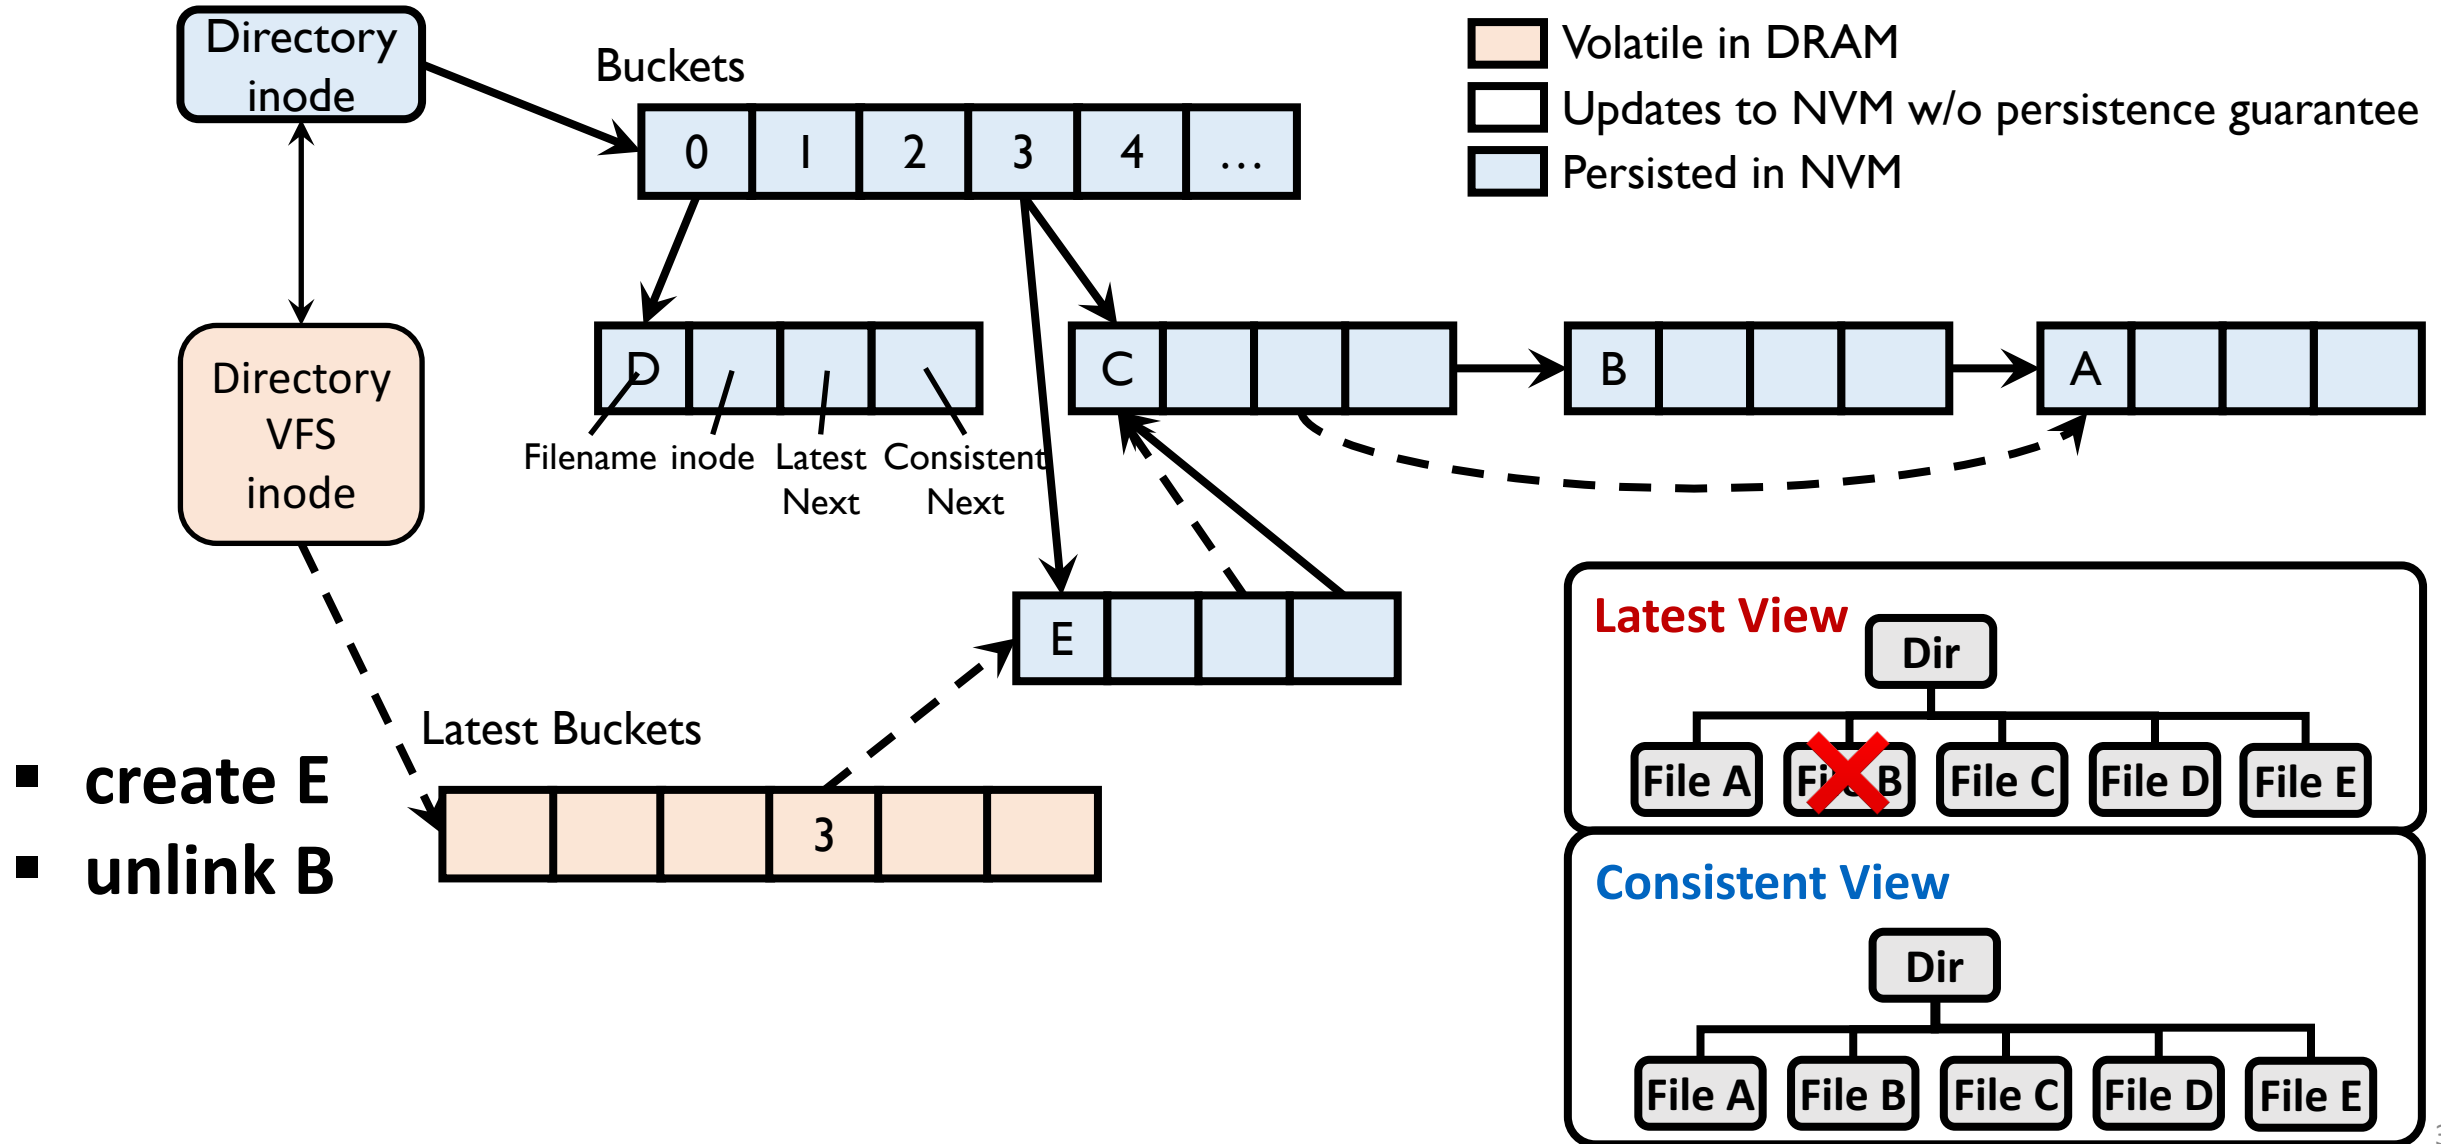 Directory
inode
Buckets
0 1 2 3 4 ...
Volatile in DRAM
Updates to NVM w/o persistence guarantee
Persisted in NVM
Directory
VFS
inode
D
C
B
A
Filename inode Latest Next Consistent Next
E
Latest Buckets
3
▪ create E
▪ unlink B
Latest View
Dir
File A File B File C File D File E
Consistent View
Dir
File A File B File C File D File E